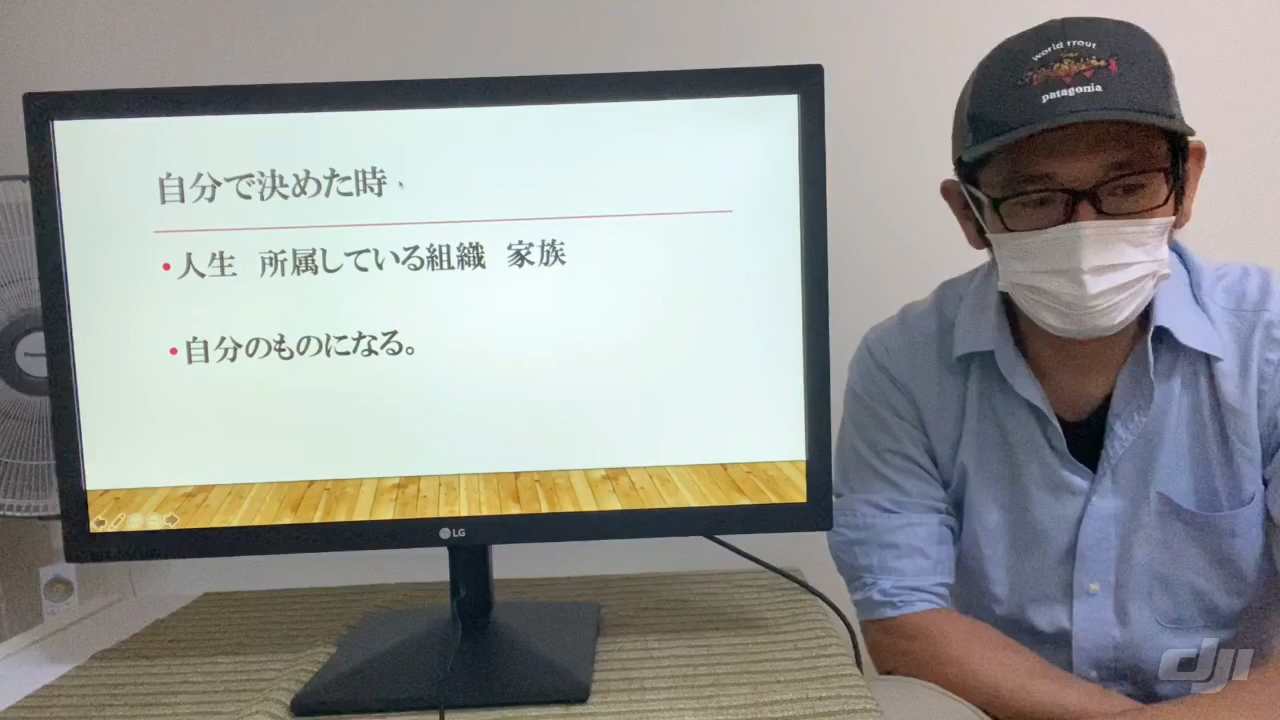 自分で決めた時
•人生 所属している組織 家族
•自分のものになる。
LG
world trout
patagonia
dji